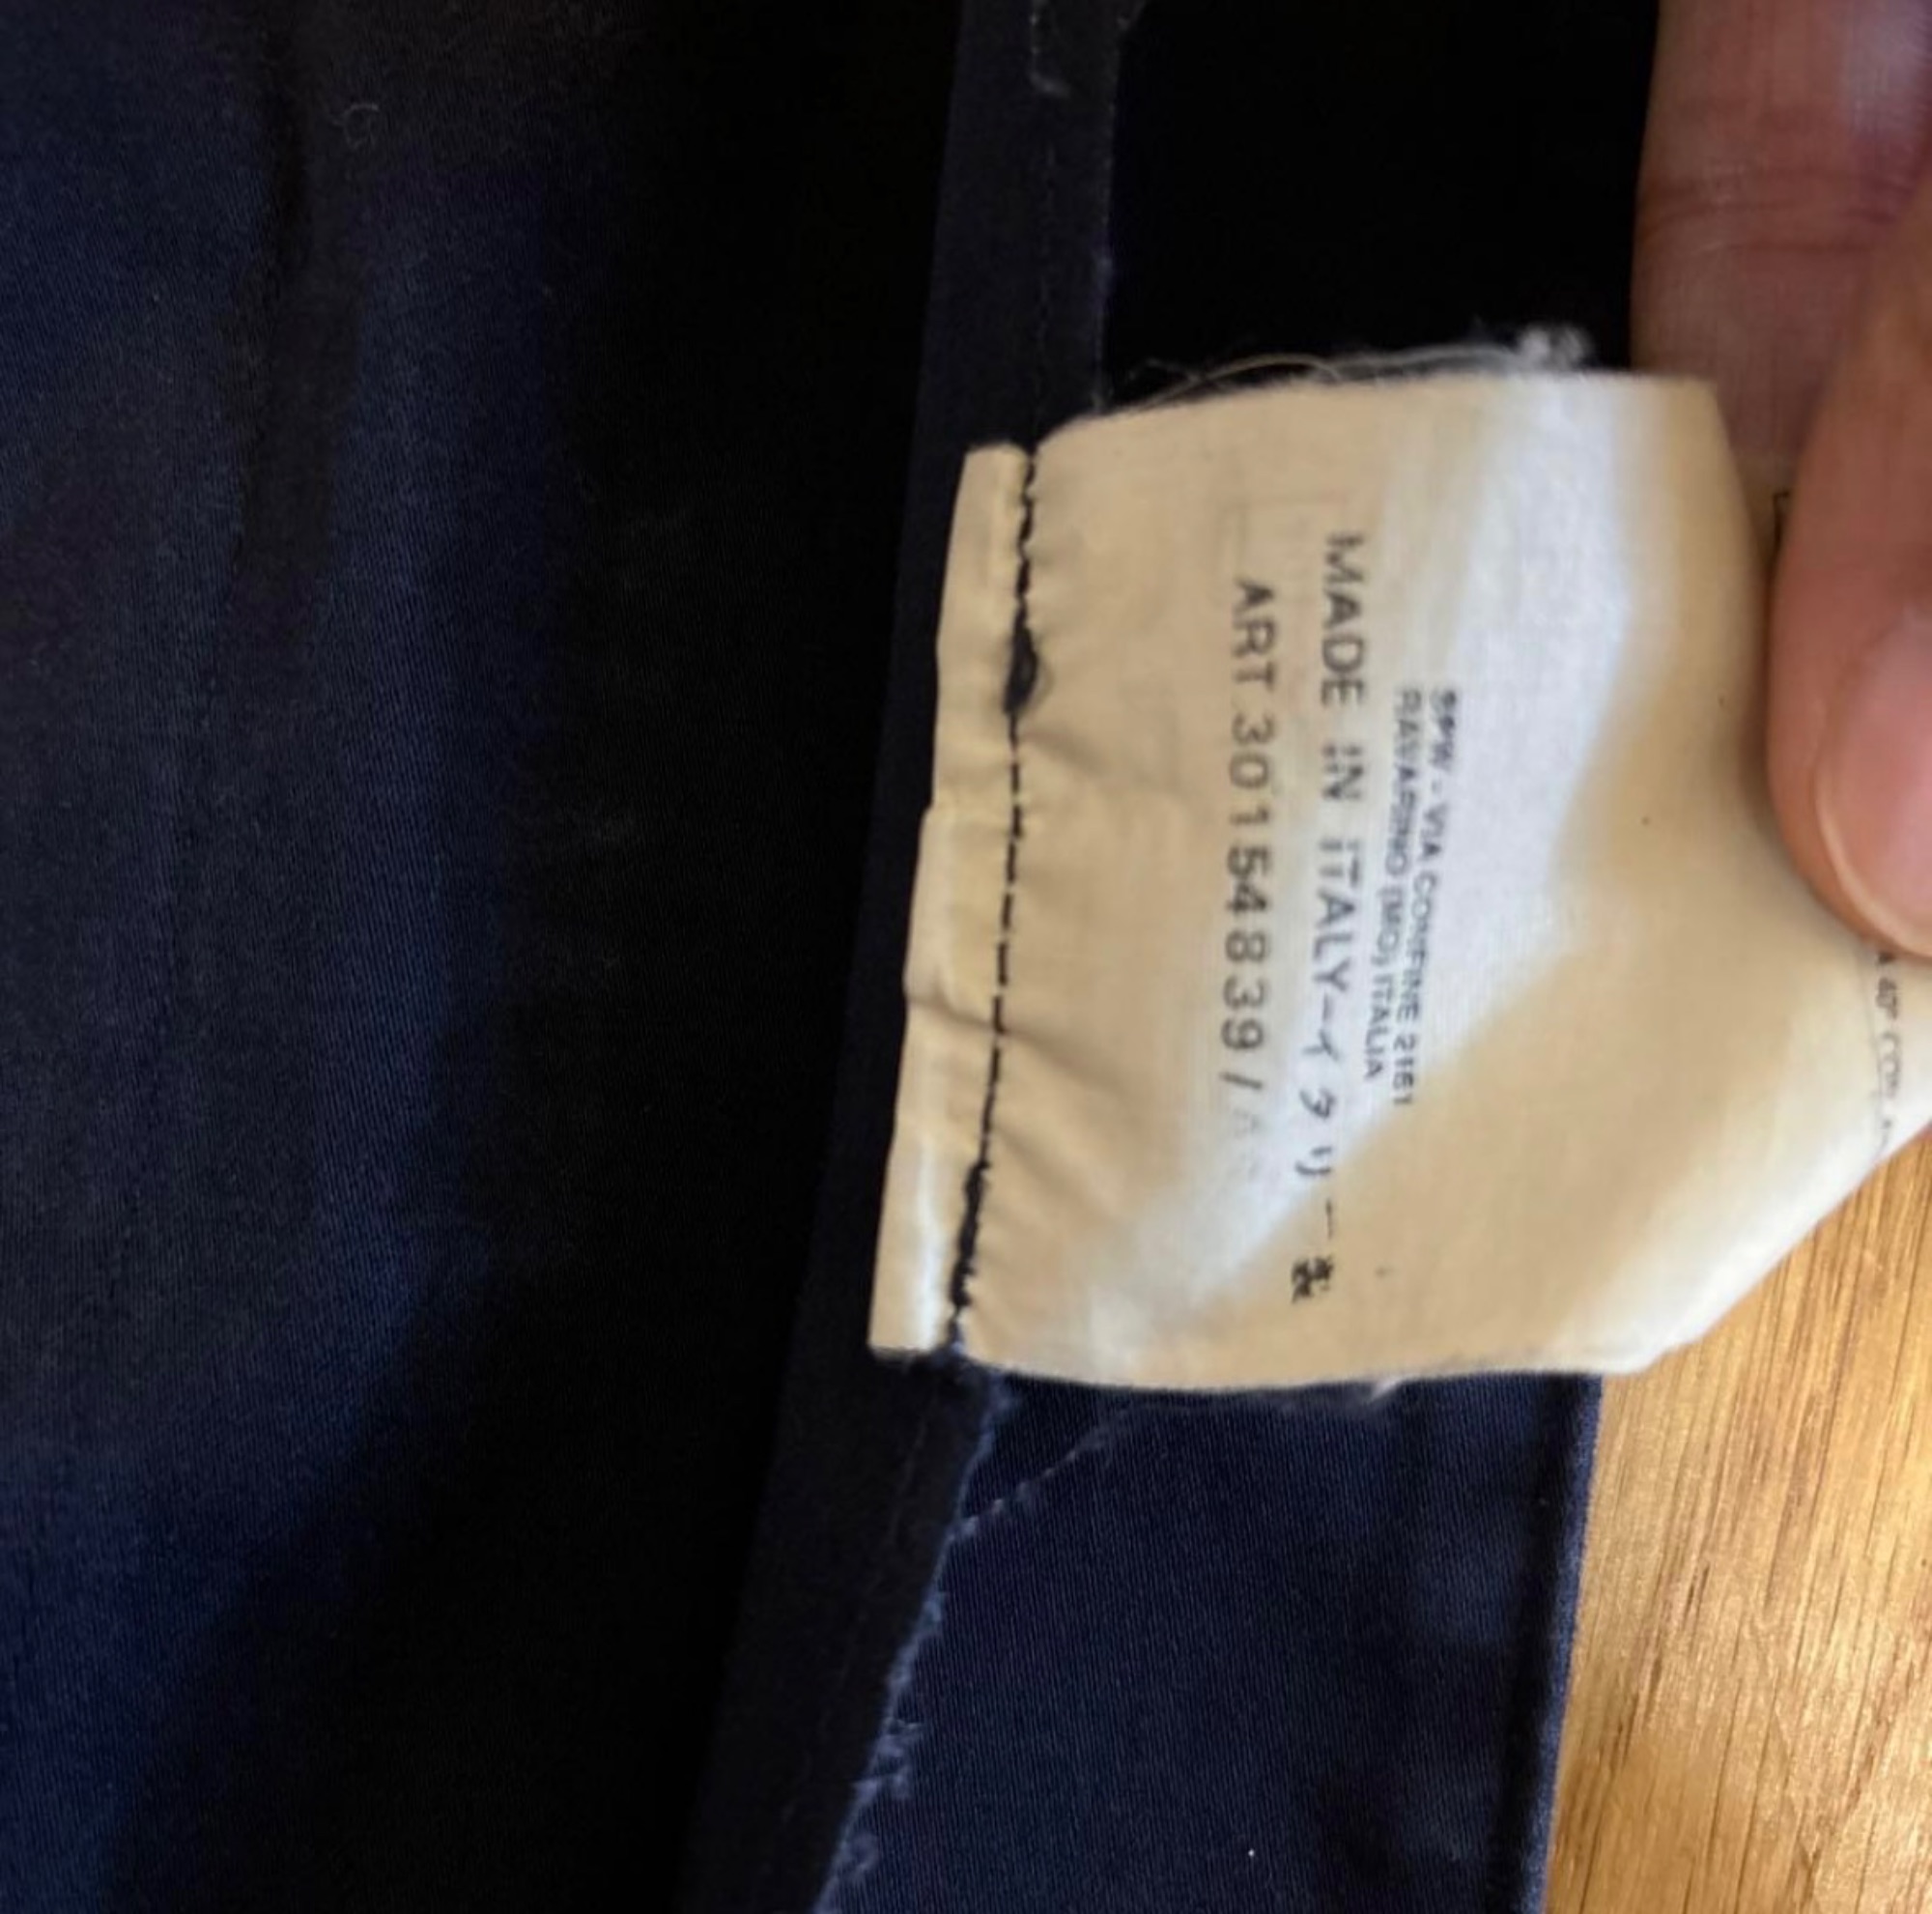 SPW - VIA CONFINE 2161
RAVARINO (MO) ITALIA
MADE IN ITALY-イタリー製
ART 301548839 /